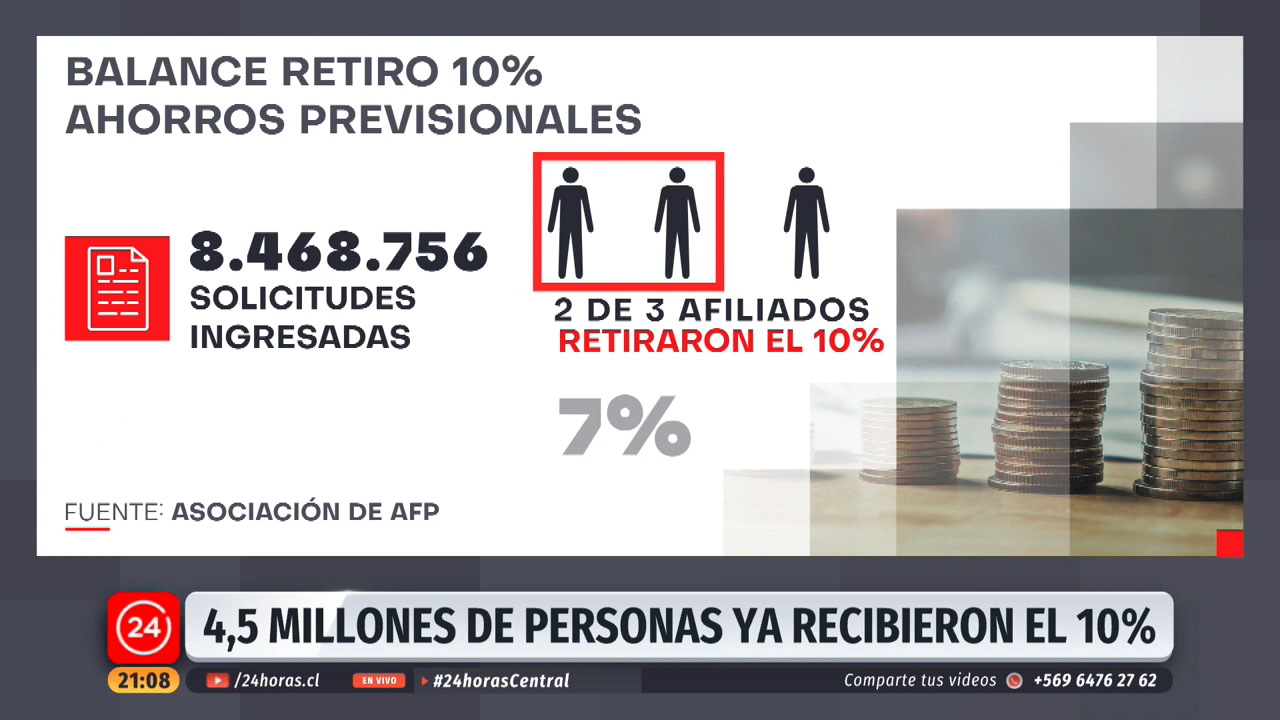 BALANCE RETIRO 10%
AHORROS PREVISIONALES
8.468.756
SOLICITUDES
INGRESADAS
2 DE 3 AFILIADOS
RETIRARON EL 10%
7%
FUENTE: ASOCIACIÓN DE AFP
24
4,5 MILLONES DE PERSONAS YA RECIBIERON EL 10%
21:08
/24horas.cl
EN VIVO
#24horasCentral
Comparte tus videos
+569 6476 27 62